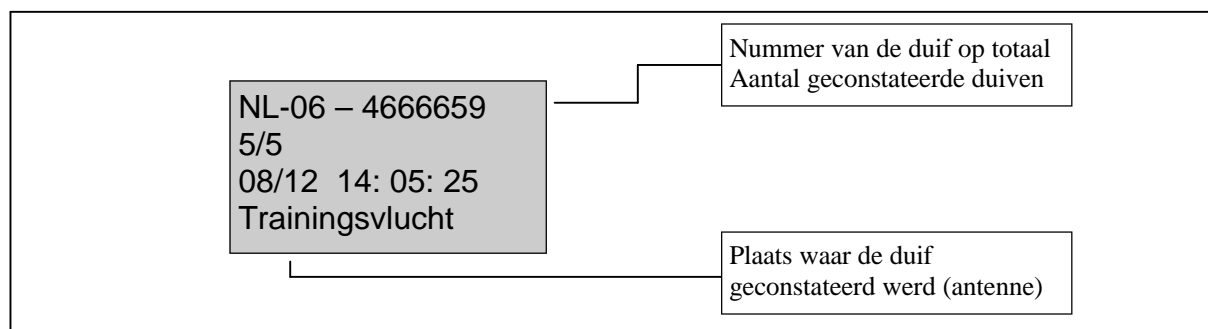 Nummer van de duif op totaal
Aantal geconstateerde duiven
NL-06 – 4666659
5/5
08/12 14: 05: 25
Trainingsvlucht
Plaats waar de duif
geconstateerd werd (antenne)